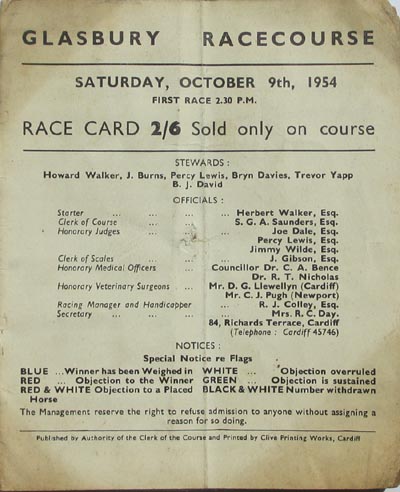 GLASBURY RACECOURSE
SATURDAY, OCTOBER 9th, 1954
FIRST RACE 2.30 P.M.
RACE CARD 2/6 Sold only on course
STEWARDS :
Howard Walker, J. Burns, Percy Lewis, Bryn Davies, Trevor Yapp
B. J. David
OFFICIALS :
Starter ... ... ... ... Herbert Walker, Esq.
Clerk of Course ... ... ... S. G. A. Saunders, Esq.
Honorary Judges ... ... ... Joe Dale, Esq.
Percy Lewis, Esq.
Jimmy Wilde, Esq.
Clerk of Scales ... ... ... J. Gibson, Esq.
Honorary Medical Officers ... Councillor Dr. C. A. Bence
Dr. R. T. Nicholas
Honorary Veterinary Surgeons ... Mr. D. G. Llewellyn (Cardiff)
Mr. C. J. Pugh (Newport)
Racing Manager and Handicapper ... R. J. Colley, Esq.
Secretary ... ... ... ... Mrs. R. C. Day.
84, Richards Terrace, Cardiff
(Telephone : Cardiff 45746)
NOTICES :
Special Notice re Flags
BLUE ... Winner has been Weighed in WHITE ... Objection overruled
RED ... Objection to the Winner GREEN ... Objection is sustained
RED & WHITE Objection to a Placed Horse BLACK & WHITE Number withdrawn
The Management reserve the right to refuse admission to anyone without assigning a
reason for so doing.
Published by Authority of the Clerk of the Course and Printed by Clive Printing Works, Cardiff